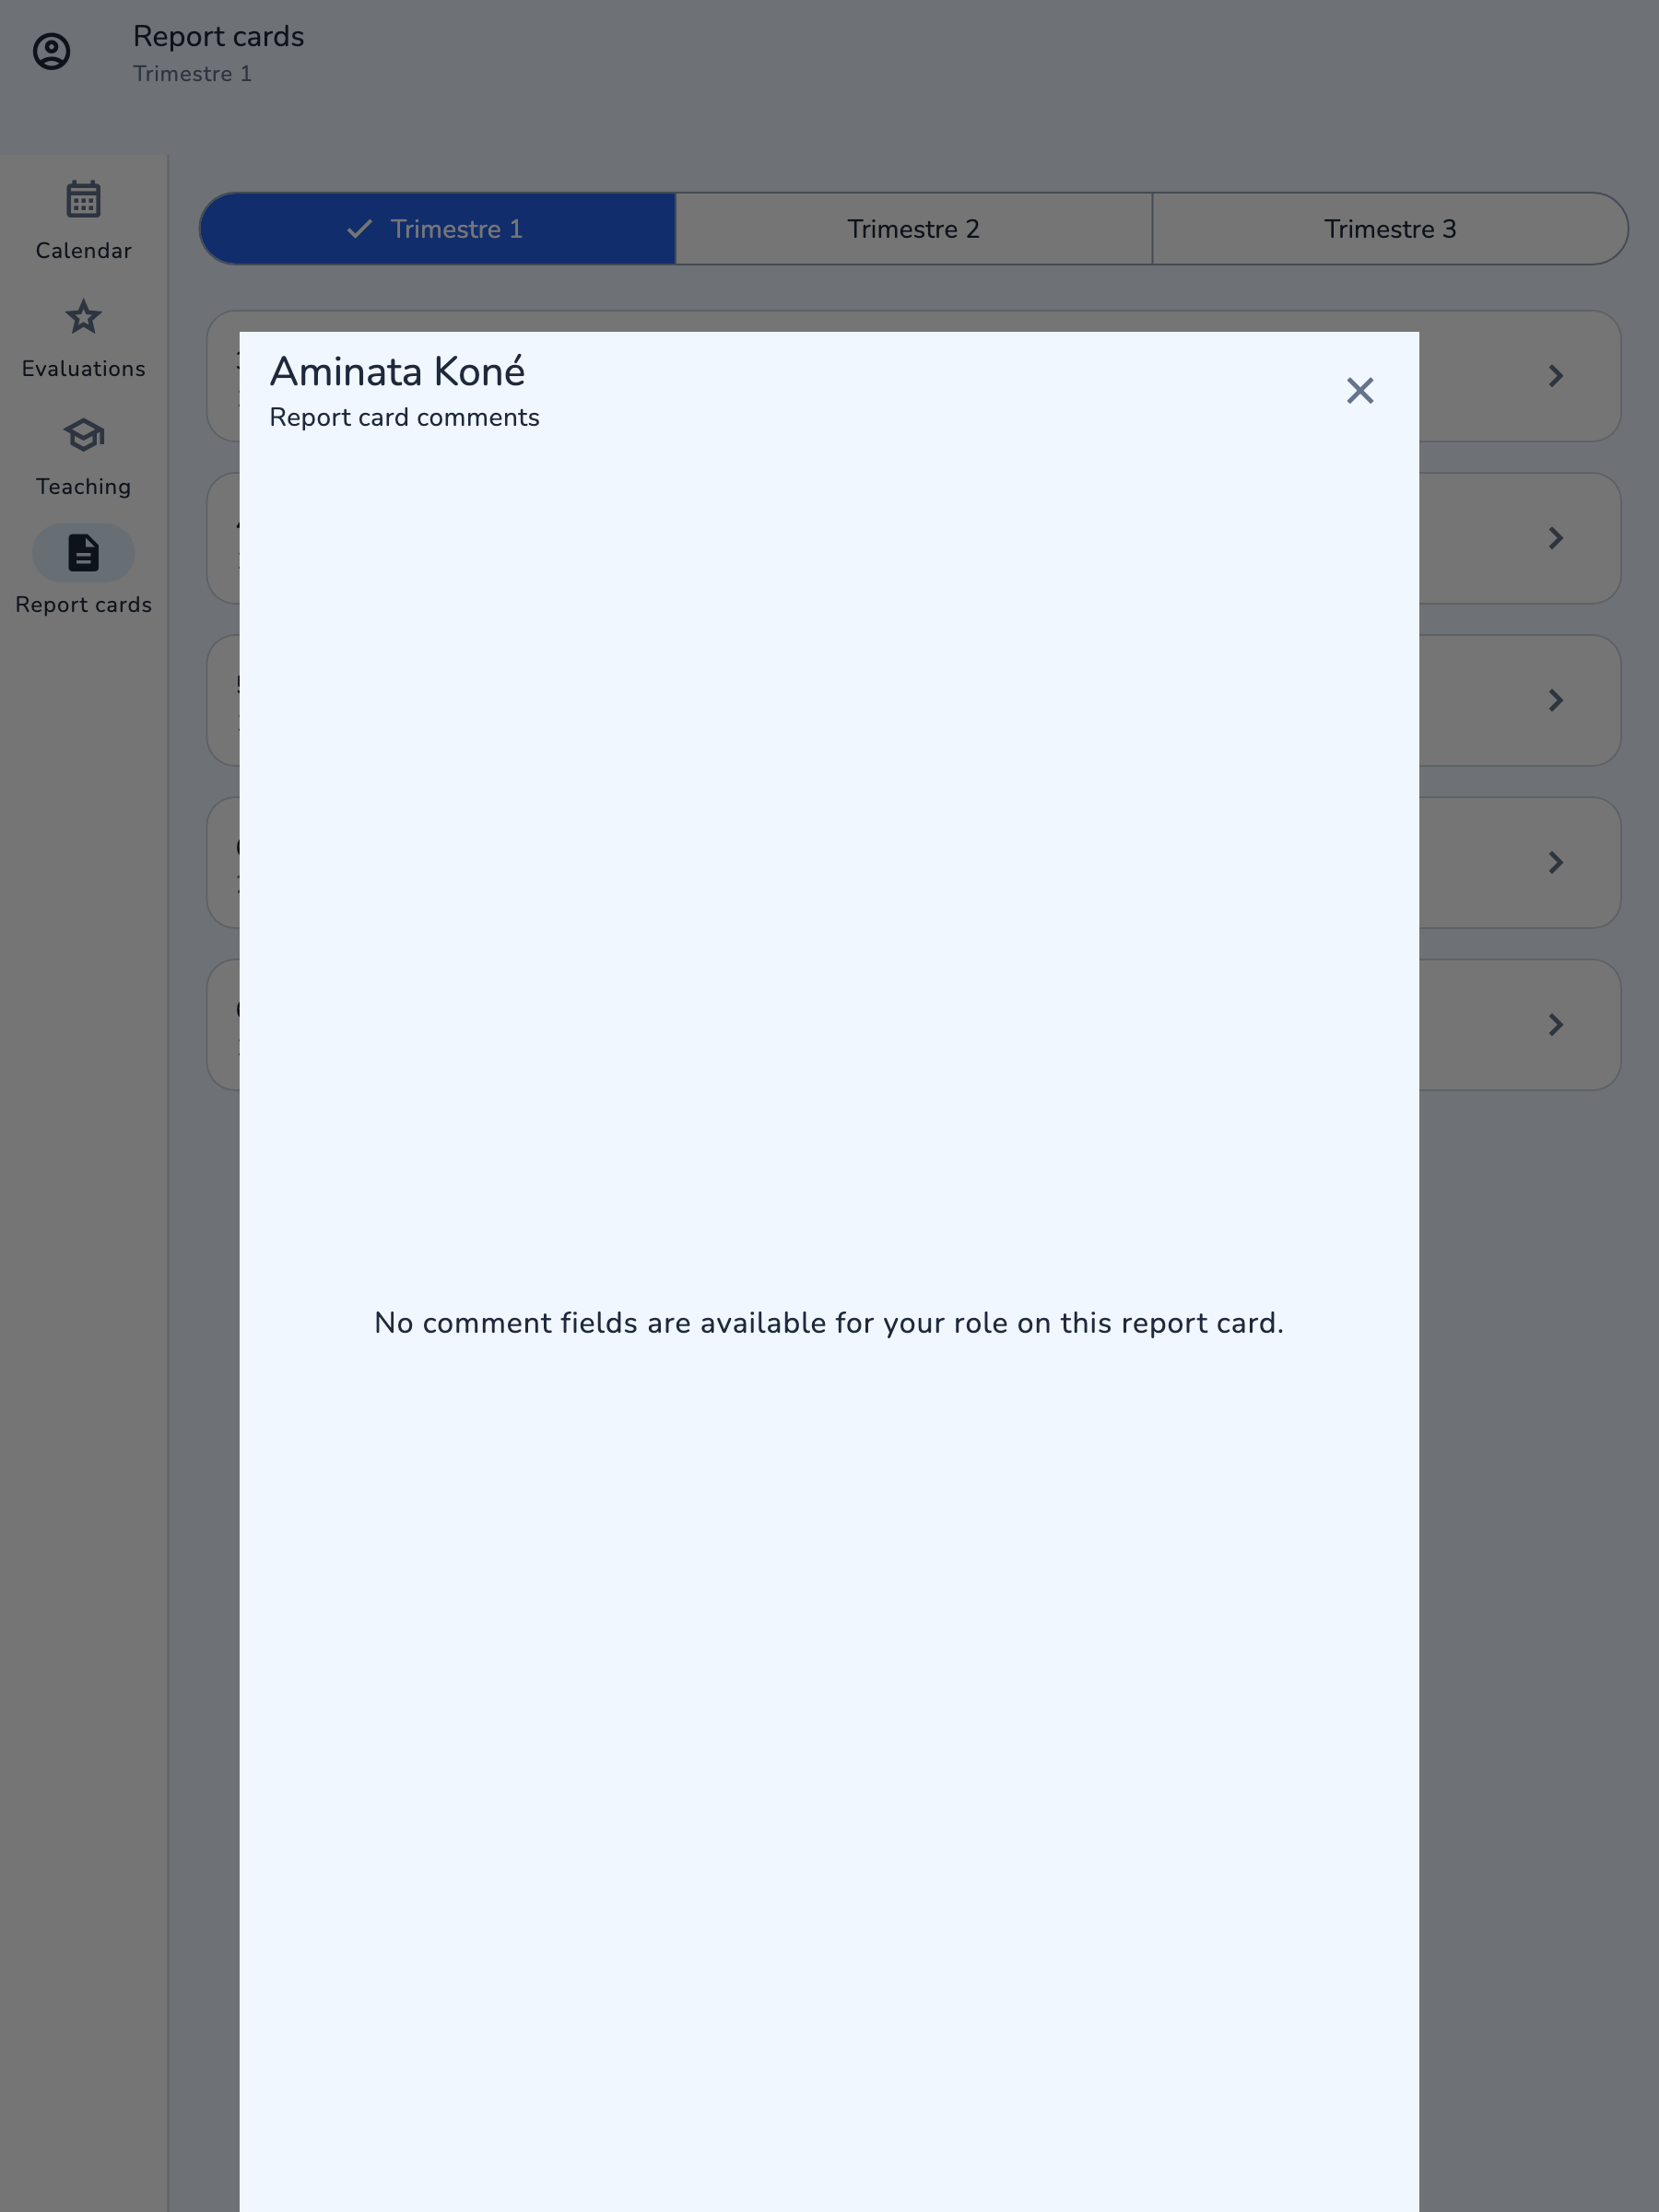 Report cards
Trimestre 1
Calendar
Evaluations
Teaching
Report cards
Trimestre 1
Trimestre 2
Trimestre 3
Aminata Koné
Report card comments
No comment fields are available for your role on this report card.